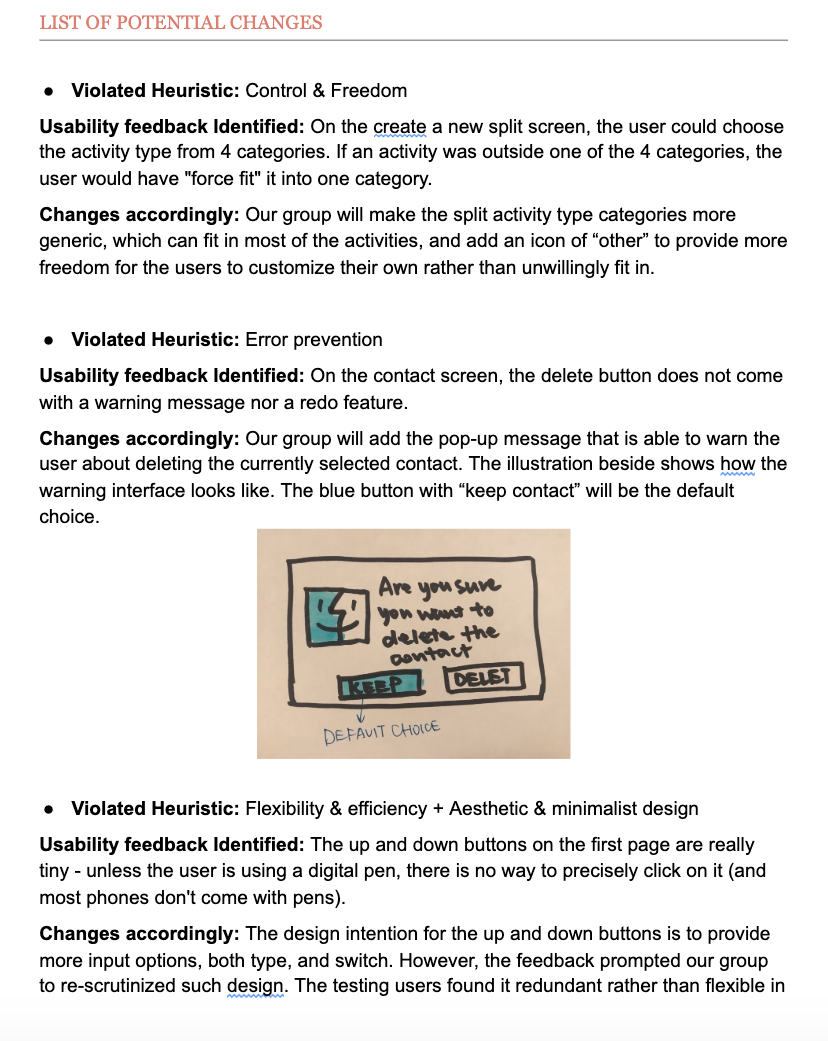 LIST OF POTENTIAL CHANGES
● Violated Heuristic: Control & Freedom
Usability feedback Identified: On the create a new split screen, the user could choose
the activity type from 4 categories. If an activity was outside one of the 4 categories, the
user would have "force fit" it into one category.
Changes accordingly: Our group will make the split activity type categories more
generic, which can fit in most of the activities, and add an icon of “other” to provide more
freedom for the users to customize their own rather than unwillingly fit in.
● Violated Heuristic: Error prevention
Usability feedback Identified: On the contact screen, the delete button does not come
with a warning message nor a redo feature.
Changes accordingly: Our group will add the pop-up message that is able to warn the
user about deleting the currently selected contact. The illustration beside shows how the
warning interface looks like. The blue button with “keep contact” will be the default
choice.
Are you sure
you want to
delete the
contact
KEEP DELET
DEFAUIT CHOICE
● Violated Heuristic: Flexibility & efficiency + Aesthetic & minimalist design
Usability feedback Identified: The up and down buttons on the first page are really
tiny - unless the user is using a digital pen, there is no way to precisely click on it (and
most phones don't come with pens).
Changes accordingly: The design intention for the up and down buttons is to provide
more input options, both type, and switch. However, the feedback prompted our group
to re-scrutinized such design. The testing users found it redundant rather than flexible in